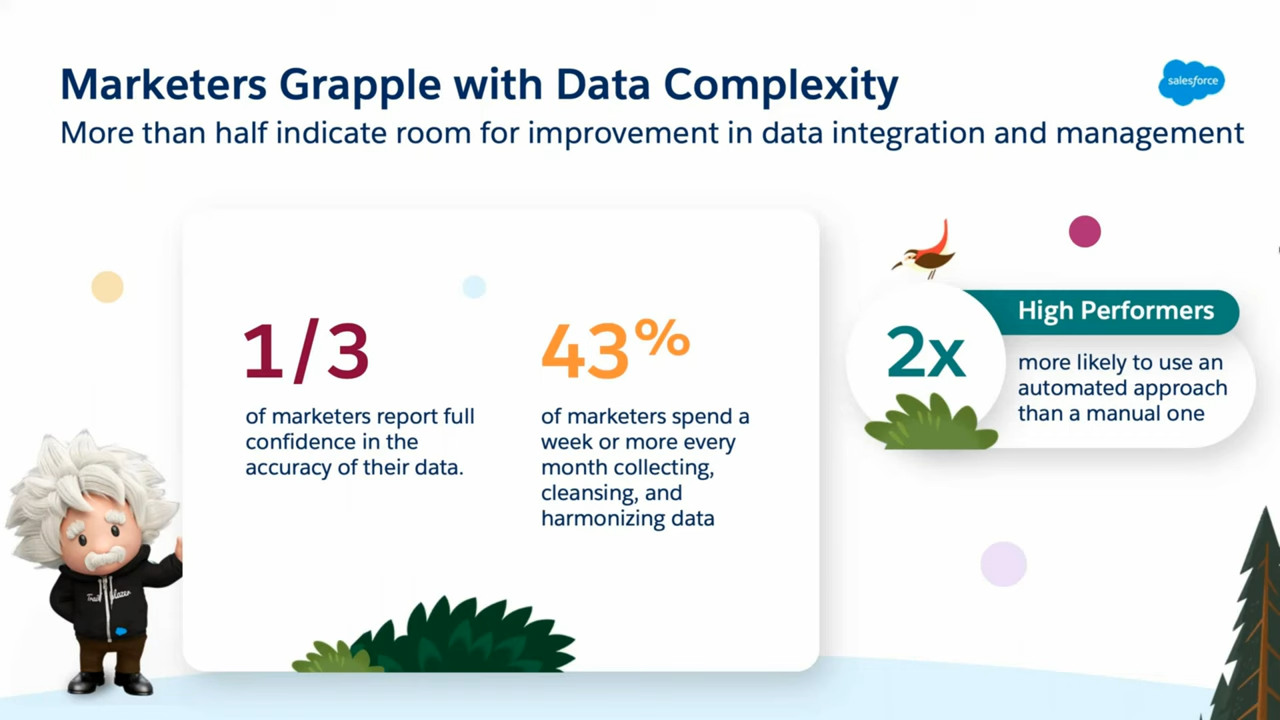 Marketers Grapple with Data Complexity
salesforce
More than half indicate room for improvement in data integration and management
1/3
of marketers report full
confidence in the
accuracy of their data.
43%
of marketers spend a
week or more every
month collecting,
cleansing, and
harmonizing data
2x
High Performers
more likely to use an
automated approach
than a manual one